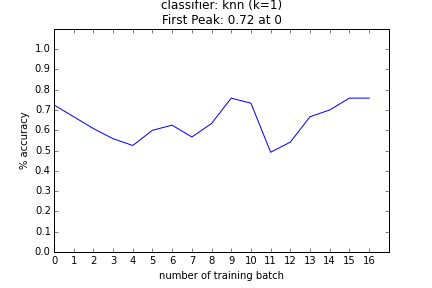 classifier: knn (k=1)
First Peak: 0.72 at 0
1.0
0.9
0.8
0.7
0.6
0.5
0.4
0.3
0.2
0.1
0.0
% accuracy
0 1 2 3 4 5 6 7 8 9 10 11 12 13 14 15 16
number of training batch